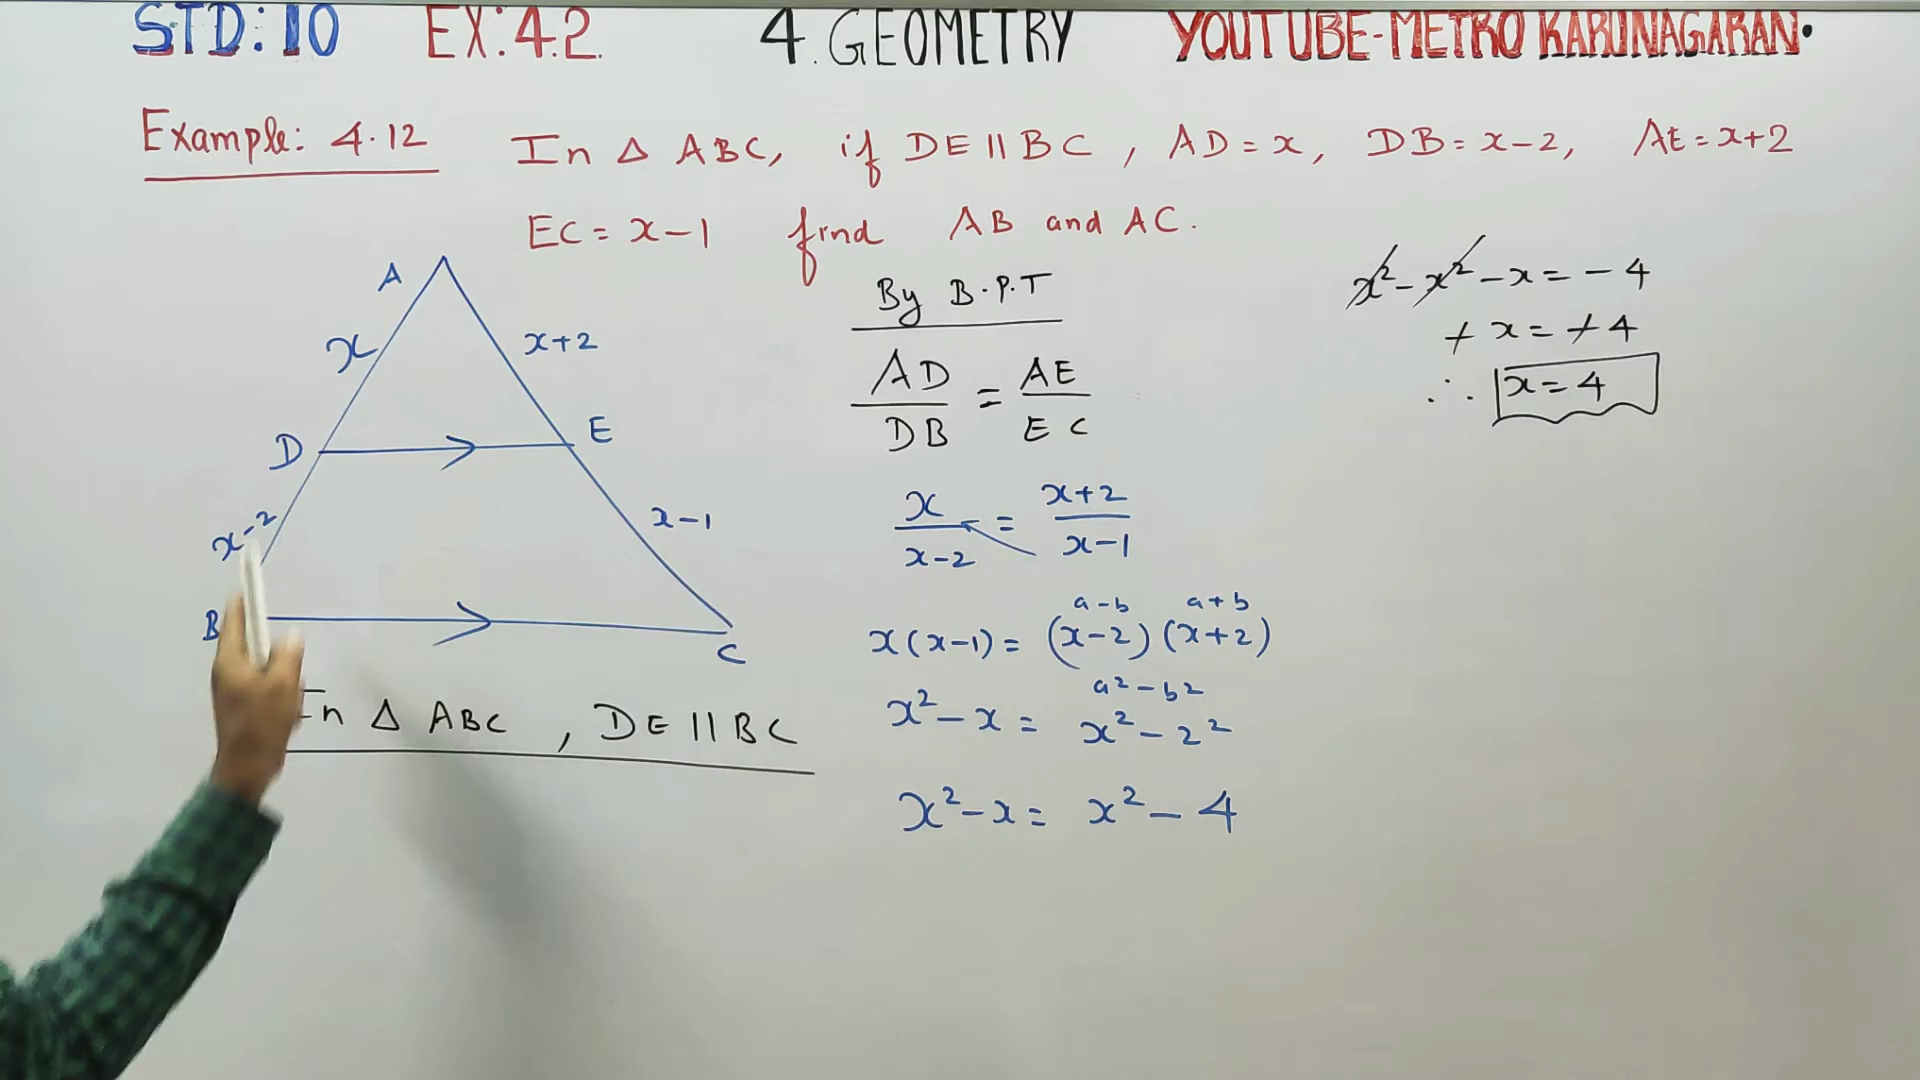 STD: 10 EX: 4.2. 4. GEOMETRY YOUTUBE-METRO KARUNAGARAN.
Example: 4.12 In Δ ABC, if DE || BC, AD = x, DB = x-2, AE = x+2
EC = x-1 find AB and AC.
A
x
x+2
D
E
x-2
x-1
B
C
In Δ ABC, DE || BC
By B.P.T
AD/DB = AE/EC
x/x-2 = x+2/x-1
a-b a+b
x(x-1) = (x-2)(x+2)
a²-b²
x²-x = x²-2²
x²-x = x²-4
x²-x²-x = -4
+x = +4
∴ x = 4